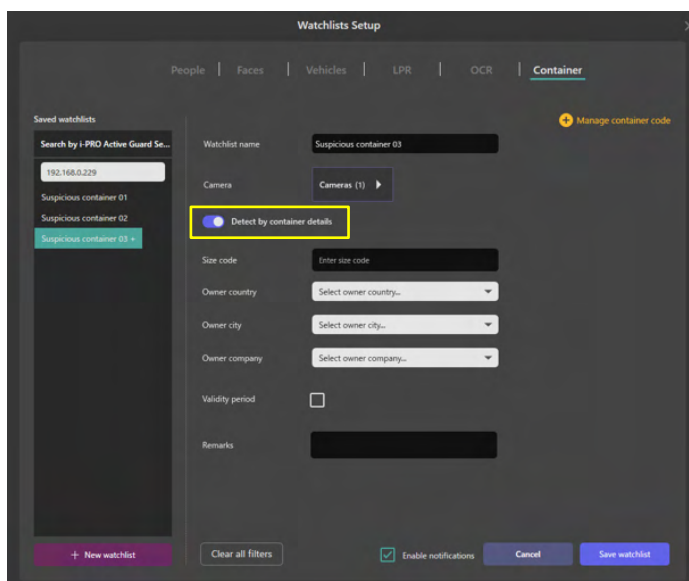 Watchlists Setup
People | Faces | Vehicles | LPR | OCR | Container
Saved watchlists
+ Manage container code
Search by i-PRO Active Guard Se...
192.168.0.229
Suspicious container 01
Suspicious container 02
Suspicious container 03 +
Watchlist name
Suspicious container 03
Camera
Cameras (1)
Detect by container details
Size code
Enter size code
Owner country
Select owner country...
Owner city
Select owner city...
Owner company
Select owner company...
Validity period
Remarks
+ New watchlist
Clear all filters
Enable notifications
Cancel
Save watchlist